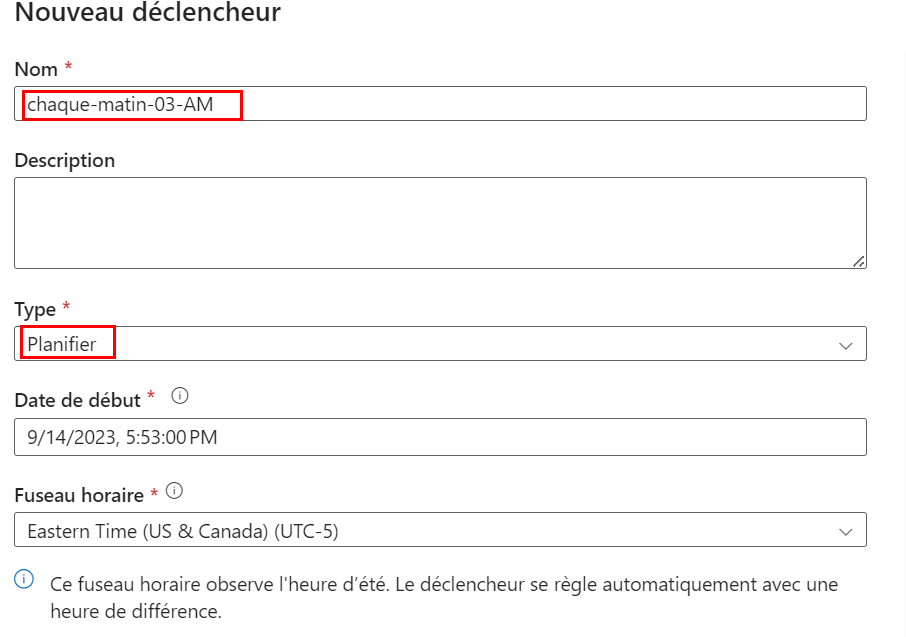 Nouveau déclencheur
Nom *
chaque-matin-03-AM
Description
Type *
Planifier
Date de début *
9/14/2023, 5:53:00 PM
Fuseau horaire *
Eastern Time (US & Canada) (UTC-5)
Ce fuseau horaire observe l'heure d’été. Le déclencheur se règle automatiquement avec une
heure de différence.